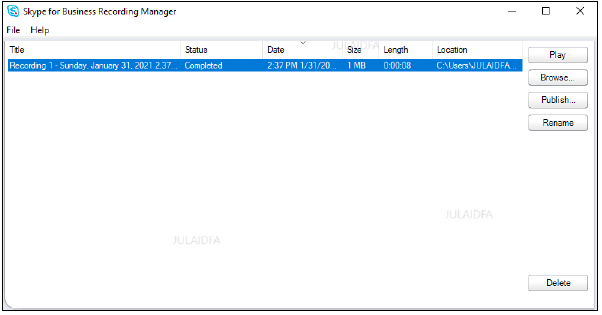 Skype for Business Recording Manager
File Help
Title Status Date Size Length Location
Recording 1 - Sunday, January 31, 2021 2.37... Completed 2:37 PM 1/31/20... 1 MB 0:00:08 C:\Users\JULAIDFA...
JULAIDFA
Play
Browse...
Publish...
Rename
JULAIDFA
JULAIDFA
Delete